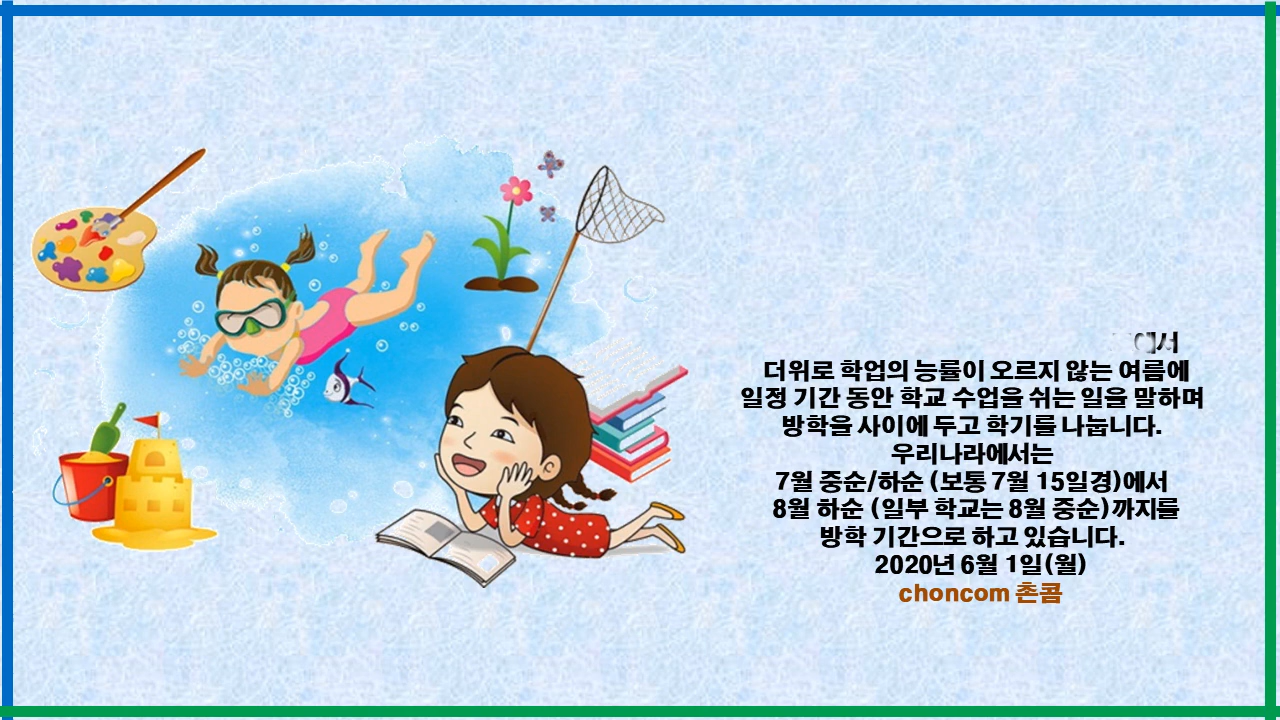 더위로 학업의 능률이 오르지 않는 여름에
일정 기간 동안 학교 수업을 쉬는 일을 말하며
방학을 사이에 두고 학기를 나눕니다.
우리나라에서는
7월 중순/하순 (보통 7월 15일경)에서
8월 하순 (일부 학교는 8월 중순)까지를
방학 기간으로 하고 있습니다.
2020년 6월 1일(월)
choncom 촌콤